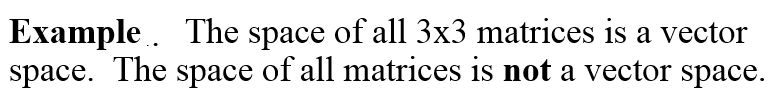 Example . The space of all 3x3 matrices is a vector
space. The space of all matrices is not a vector space.